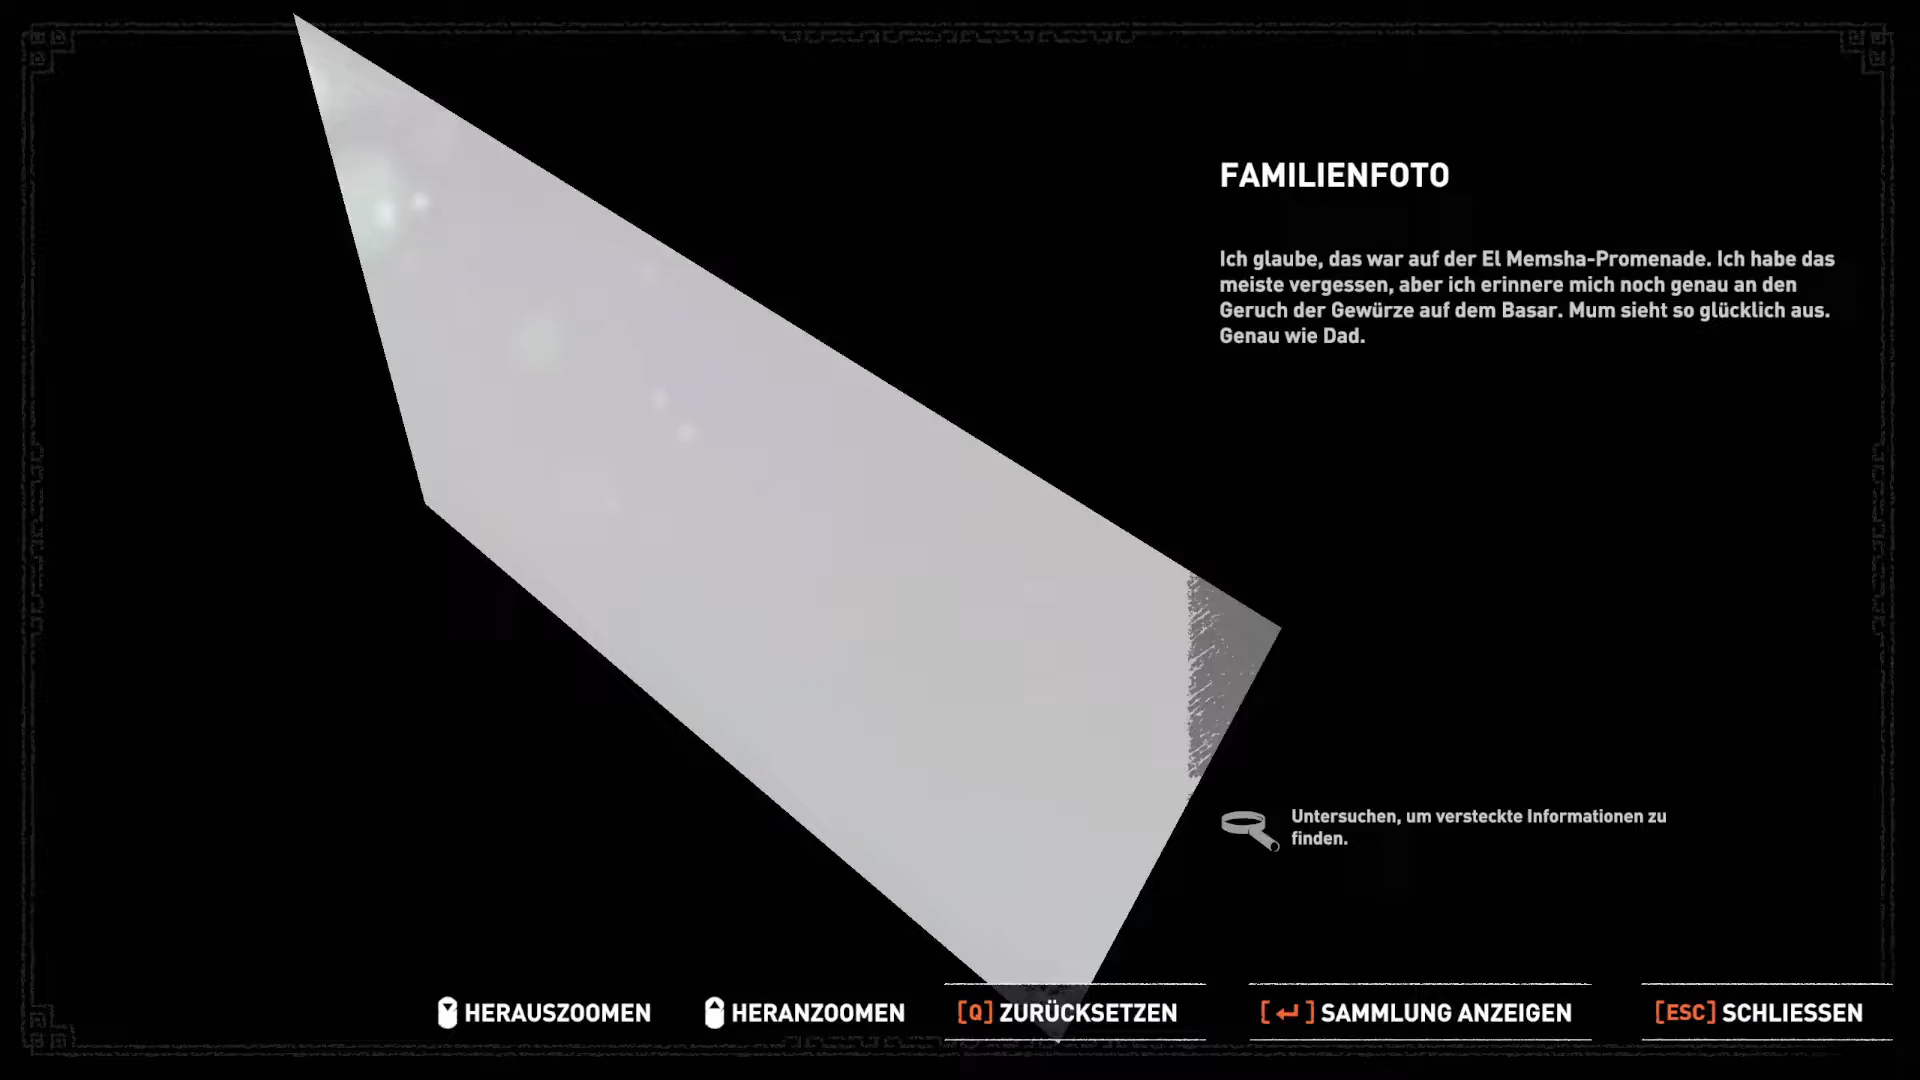 FAMILIENFOTO
Ich glaube, das war auf der El Memsha-Promenade. Ich habe das
meiste vergessen, aber ich erinnere mich noch genau an den
Geruch der Gewürze auf dem Basar. Mum sieht so glücklich aus.
Genau wie Dad.
Untersuchen, um versteckte Informationen zu
finden.
HERAUSZOOMEN HERANZOOMEN [Q] ZURÜCKSETZEN [↵] SAMMLUNG ANZEIGEN [ESC] SCHLIESSEN